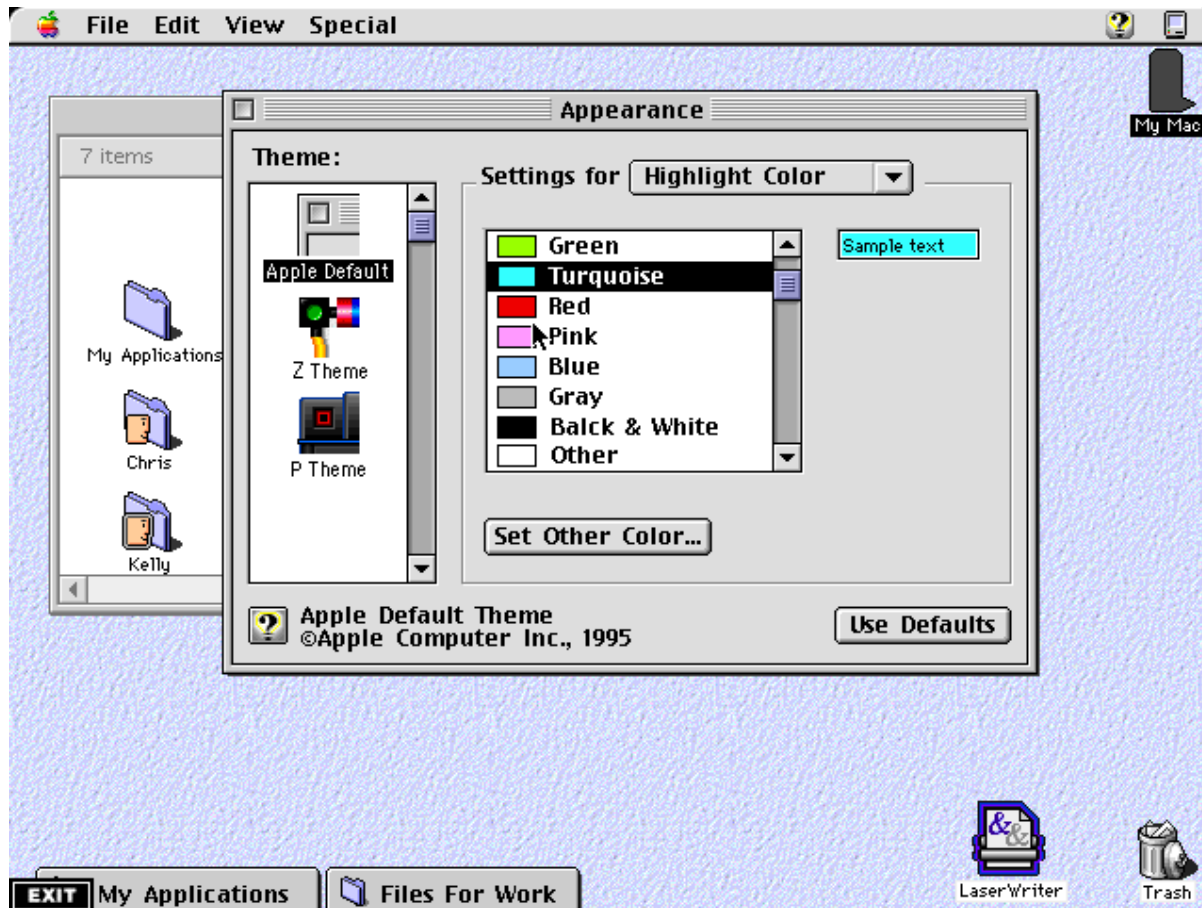 File Edit View Special
Appearance
My Mac
7 items
Theme:
Settings for Highlight Color
Green
Sample text
Apple Default
Turquoise
Red
Pink
My Applications
Z Theme
Blue
Gray
Balck & White
Chris
P Theme
Other
Set Other Color...
Kelly
Apple Default Theme
©Apple Computer Inc., 1995
Use Defaults
&&
LaserWriter
Trash
EXIT
My Applications
Files For Work